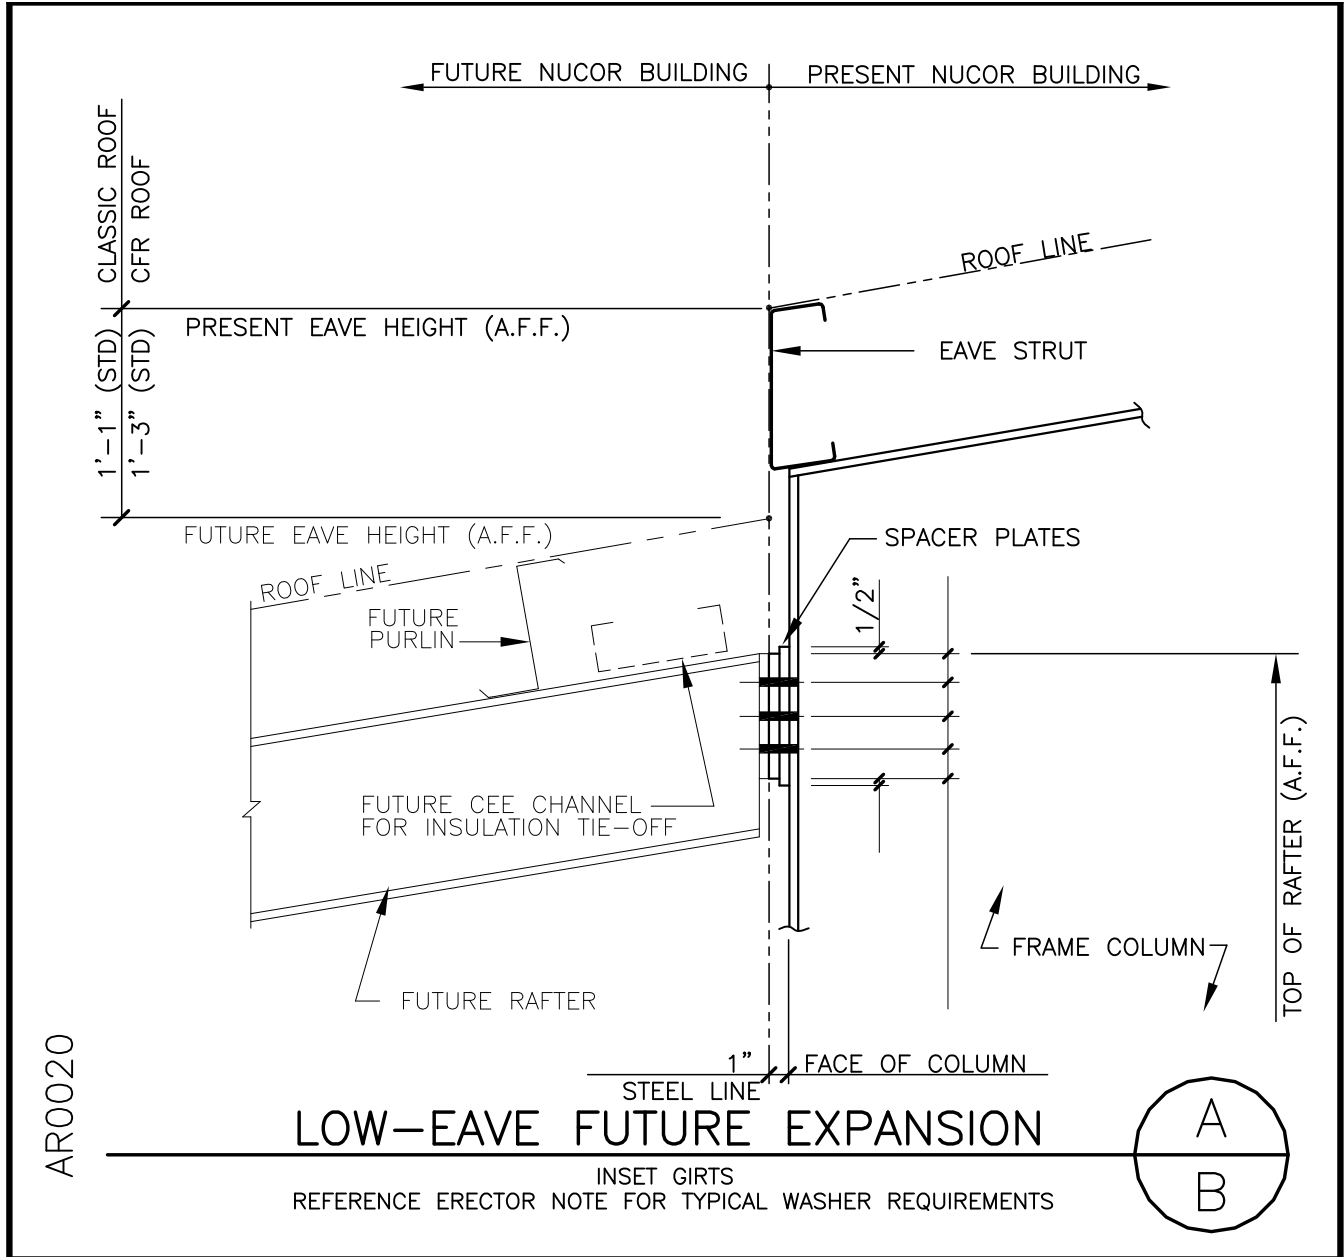 FUTURE NUCOR BUILDING
PRESENT NUCOR BUILDING
CLASSIC ROOF
CFR ROOF
ROOF LINE
PRESENT EAVE HEIGHT (A.F.F.)
1'-1" (STD)
1'-3" (STD)
EAVE STRUT
FUTURE EAVE HEIGHT (A.F.F.)
SPACER PLATES
ROOF LINE
1/2"
FUTURE
PURLIN
FUTURE CEE CHANNEL
FOR INSULATION TIE-OFF
TOP OF RAFTER (A.F.F.)
FRAME COLUMN
FUTURE RAFTER
1"
FACE OF COLUMN
STEEL LINE
AR0020
LOW-EAVE FUTURE EXPANSION
A
B
INSET GIRTS
REFERENCE ERECTOR NOTE FOR TYPICAL WASHER REQUIREMENTS